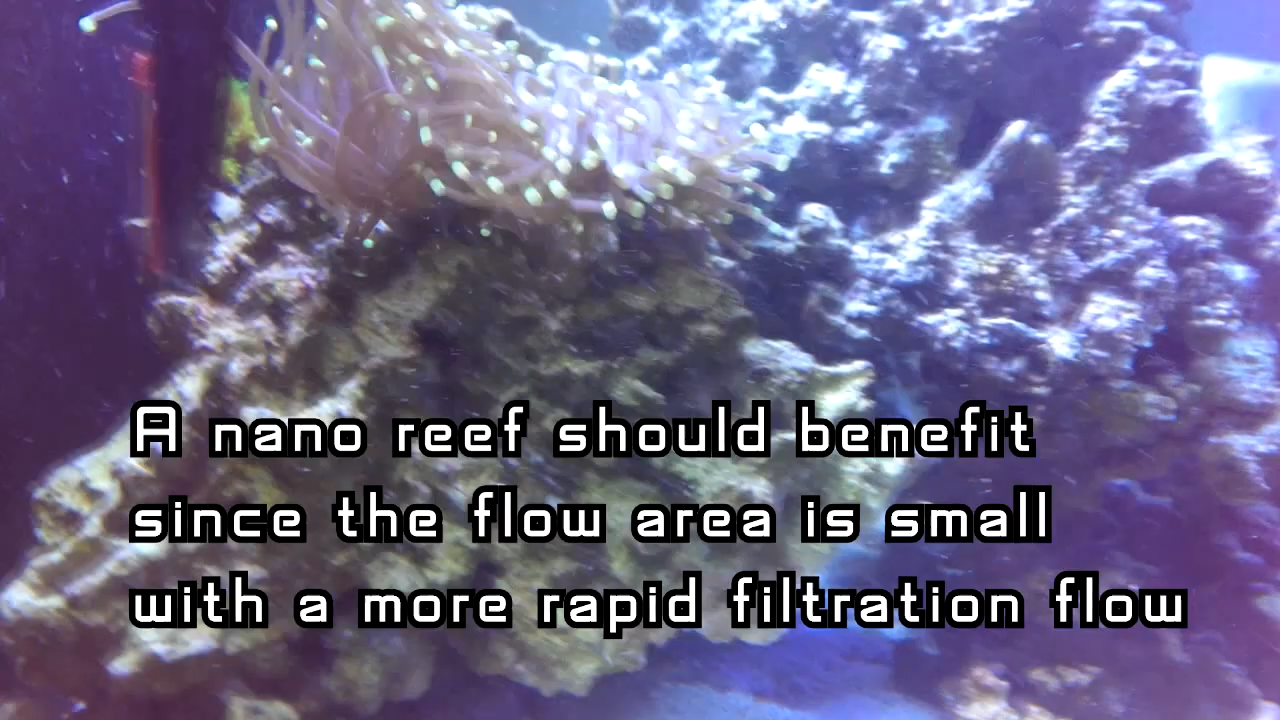 A nano reef should benefit
since the flow area is small
with a more rapid filtration flow